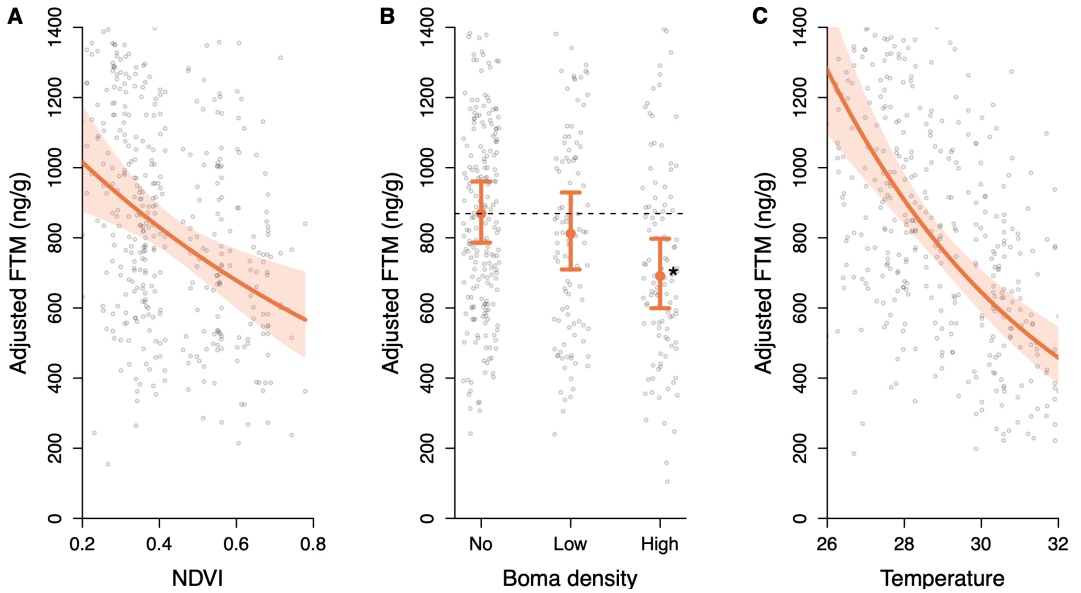 A
Adjusted FTM (ng/g)
1400
1200
1000
800
600
400
200
0
0.2 0.4 0.6 0.8
NDVI
B
Adjusted FTM (ng/g)
1400
1200
1000
800
600
400
200
0
*
No Low High
Boma density
C
Adjusted FTM (ng/g)
1400
1200
1000
800
600
400
200
0
26 28 30 32
Temperature